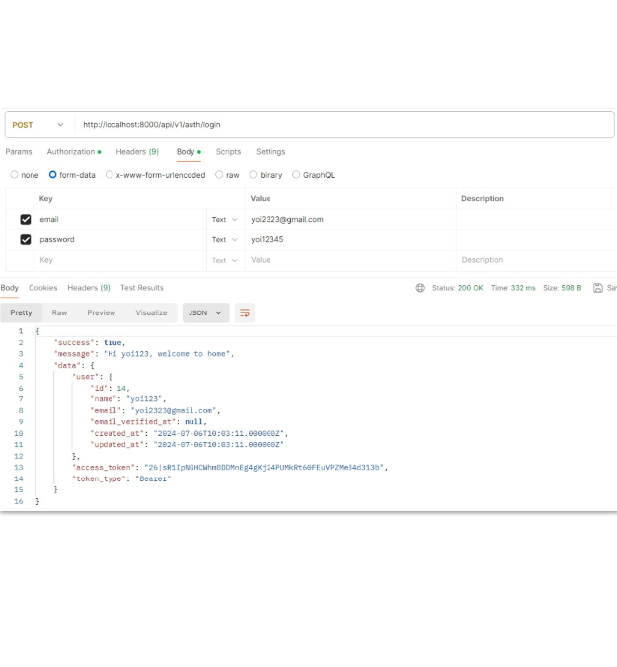 POST http://localhost:8000/api/v1/auth/login
Params Authorization Headers (9) Body Scripts Settings
none form-data x-www-form-urlencoded raw binary GraphQL
Key Value Description
email Text yoi2323@gmail.com
password Text yoi12345
Key Text Value Description
Body Cookies Headers (9) Test Results Status: 200 OK Time: 332 ms Size: 598 B Sa
Pretty Raw Preview Visualize JSON
1 {
2 "success": true,
3 "message": "Hi yoi123, welcome to home",
4 "data": {
5 "user": {
6 "id": 14,
7 "name": "yoi123",
8 "email": "yoi2323@gmail.com",
9 "email_verified_at": null,
10 "created_at": "2024-07-06T10:03:11.000000Z",
11 "updated_at": "2024-07-06T10:03:11.000000Z"
12 },
13 "access_token":
14 "token_type": "Bearer"
15 }
16 }